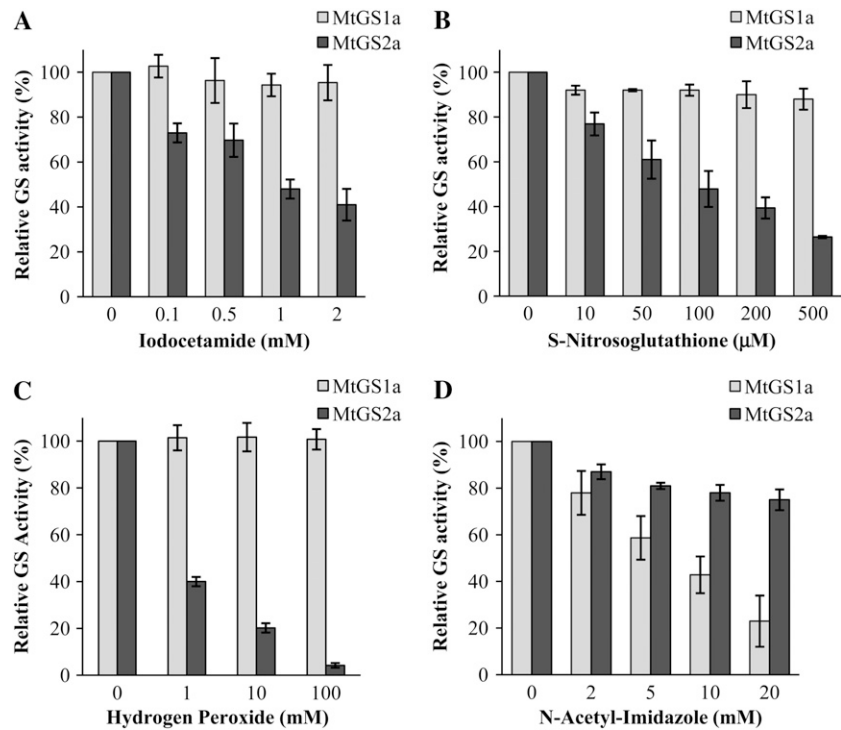 A
MtGS1a
MtGS2a
Relative GS activity (%)
100
80
60
40
20
0
0 0.1 0.5 1 2
Iodocetamide (mM)
B
MtGS1a
MtGS2a
Relative GS activity (%)
100
80
60
40
20
0
0 10 50 100 200 500
S-Nitrosoglutathione (μM)
C
MtGS1a
MtGS2a
Relative GS Activity (%)
100
80
60
40
20
0
0 1 10 100
Hydrogen Peroxide (mM)
D
MtGS1a
MtGS2a
Relative GS activity (%)
100
80
60
40
20
0
0 2 5 10 20
N-Acetyl-Imidazole (mM)